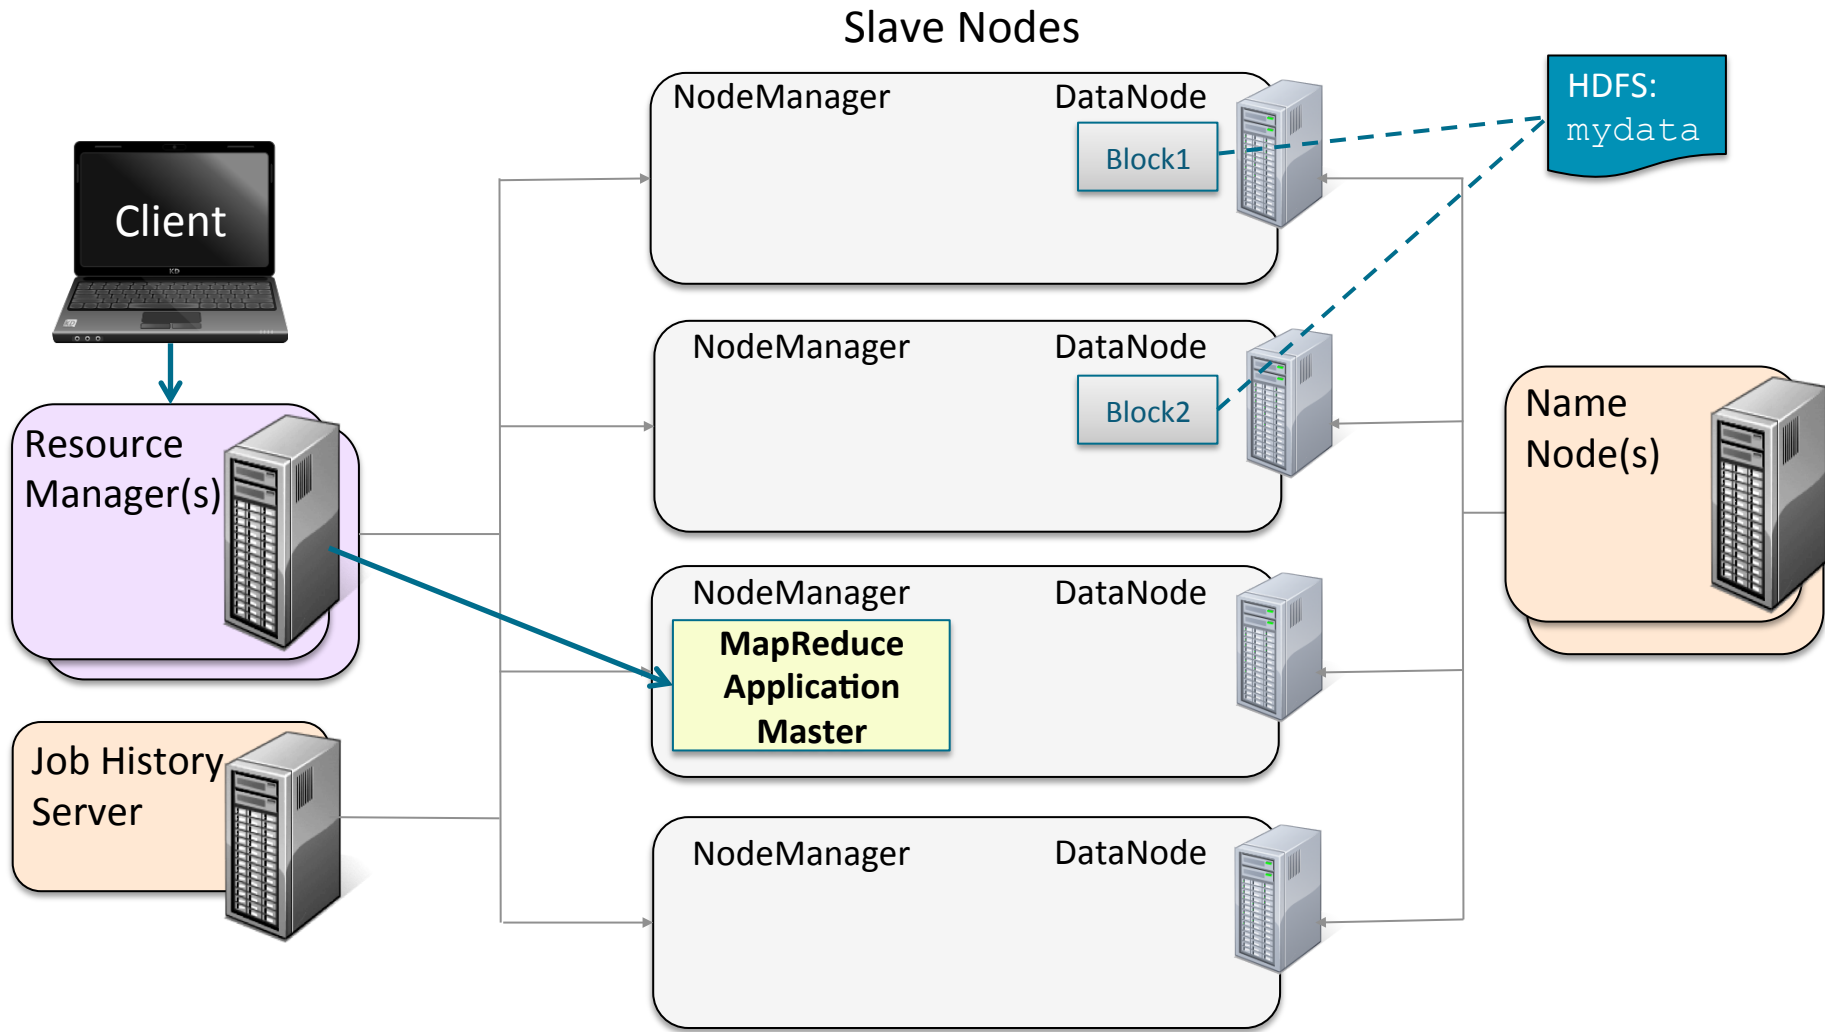 Slave Nodes
NodeManager
DataNode
Block1
HDFS:
mydata
Client
NodeManager
DataNode
Block2
Resource
Manager(s)
Name
Node(s)
NodeManager
DataNode
MapReduce
Application
Master
Job History
Server
NodeManager
DataNode